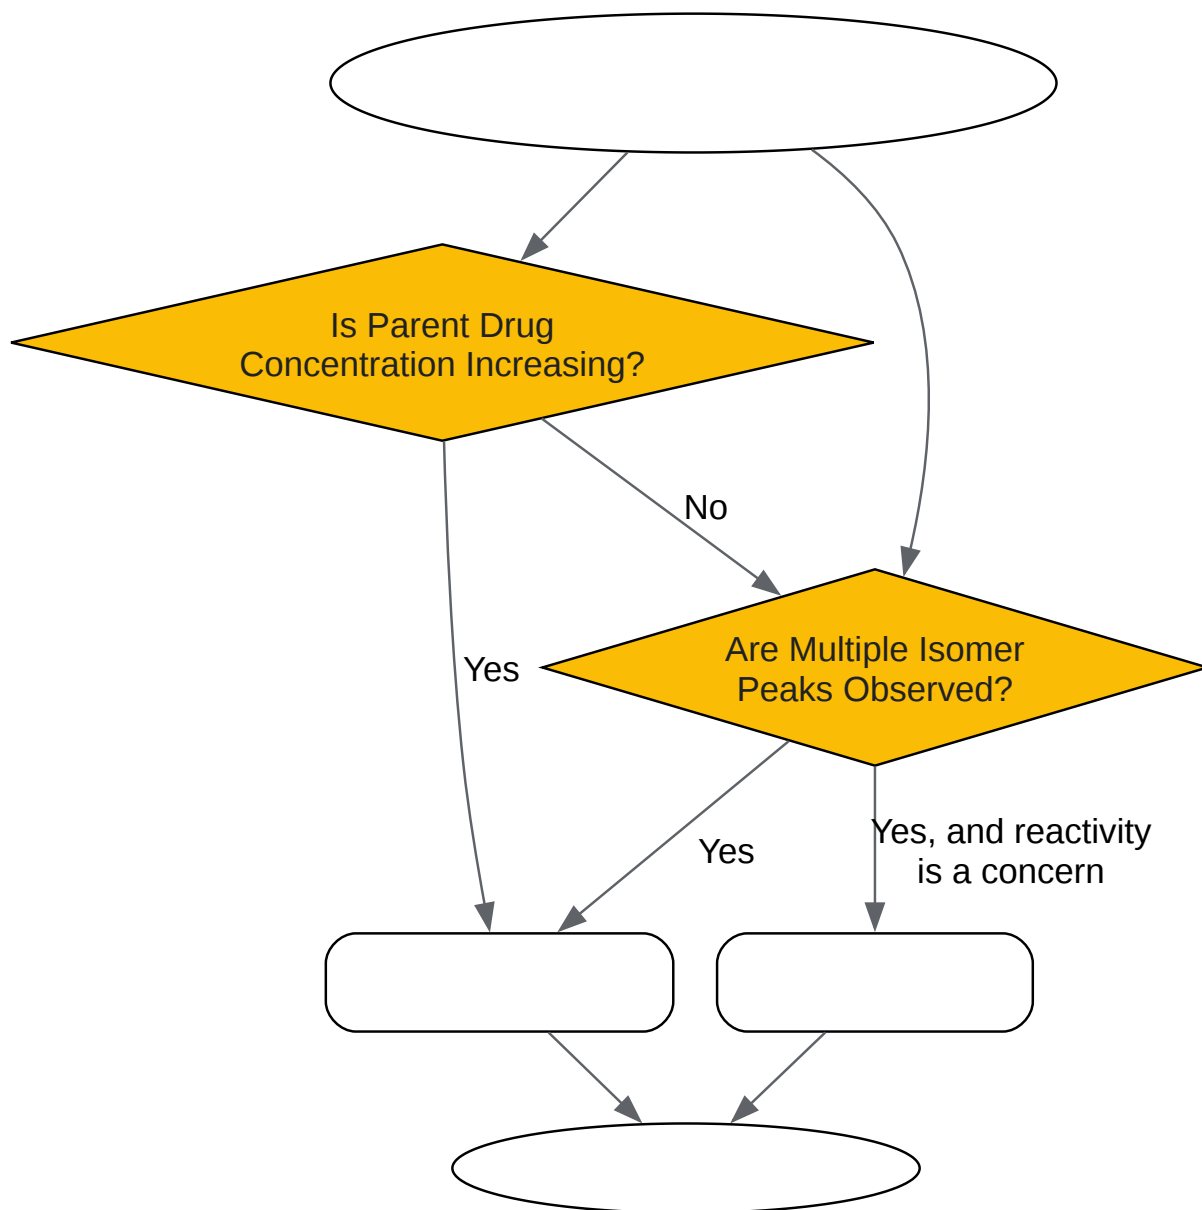 Is Parent Drug
Concentration Increasing?
No
Yes
Are Multiple Isomer
Peaks Observed?
Yes
Yes, and reactivity
is a concern